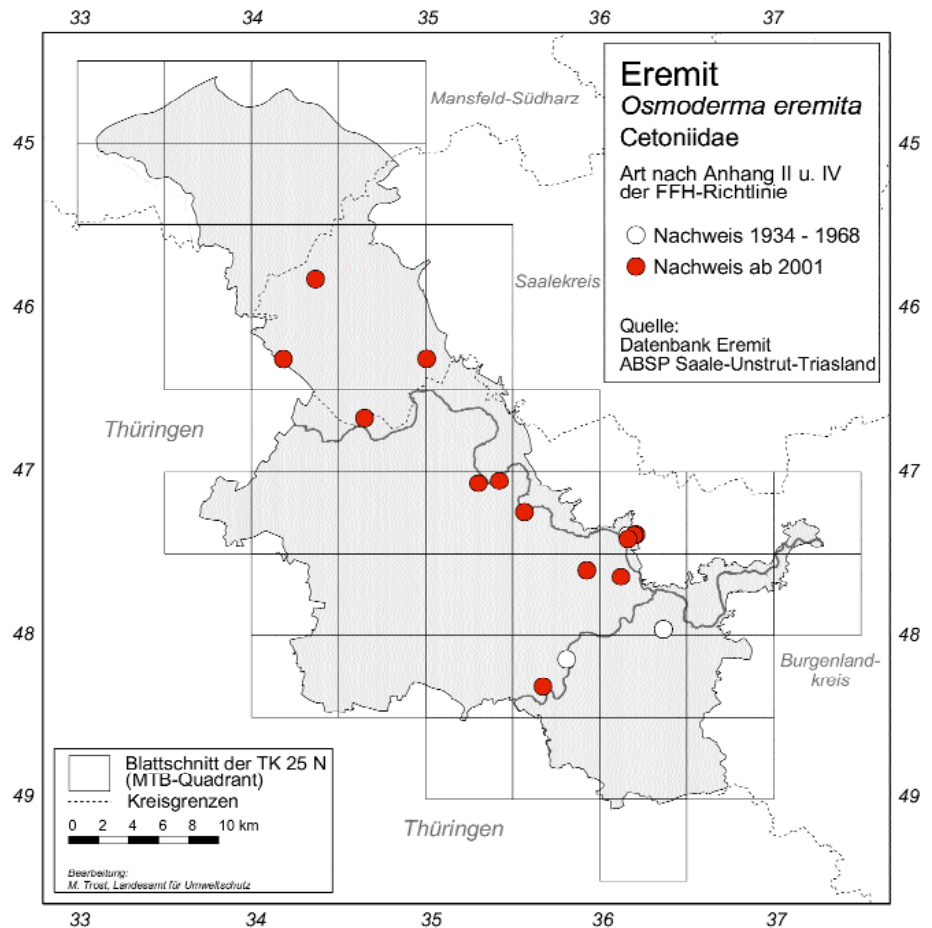 33 34 35 36 37
Eremit
Osmoderma eremita
Cetoniidae
Art nach Anhang II u. IV
der FFH-Richtlinie
Nachweis 1934 - 1968
Nachweis ab 2001
Quelle:
Datenbank Eremit
ABSP Saale-Unstrut-Triasland
Mansfeld-Südharz
45 45
Saalekreis
46 46
Thüringen
47 47
48 48
Burgenland-
kreis
49 49
Thüringen
Blattschnitt der TK 25 N
(MTB-Quadrant)
Kreisgrenzen
0 2 4 6 8 10 km
Bearbeitung:
M. Trost, Landesamt für Umweltschutz
33 34 35 36 37